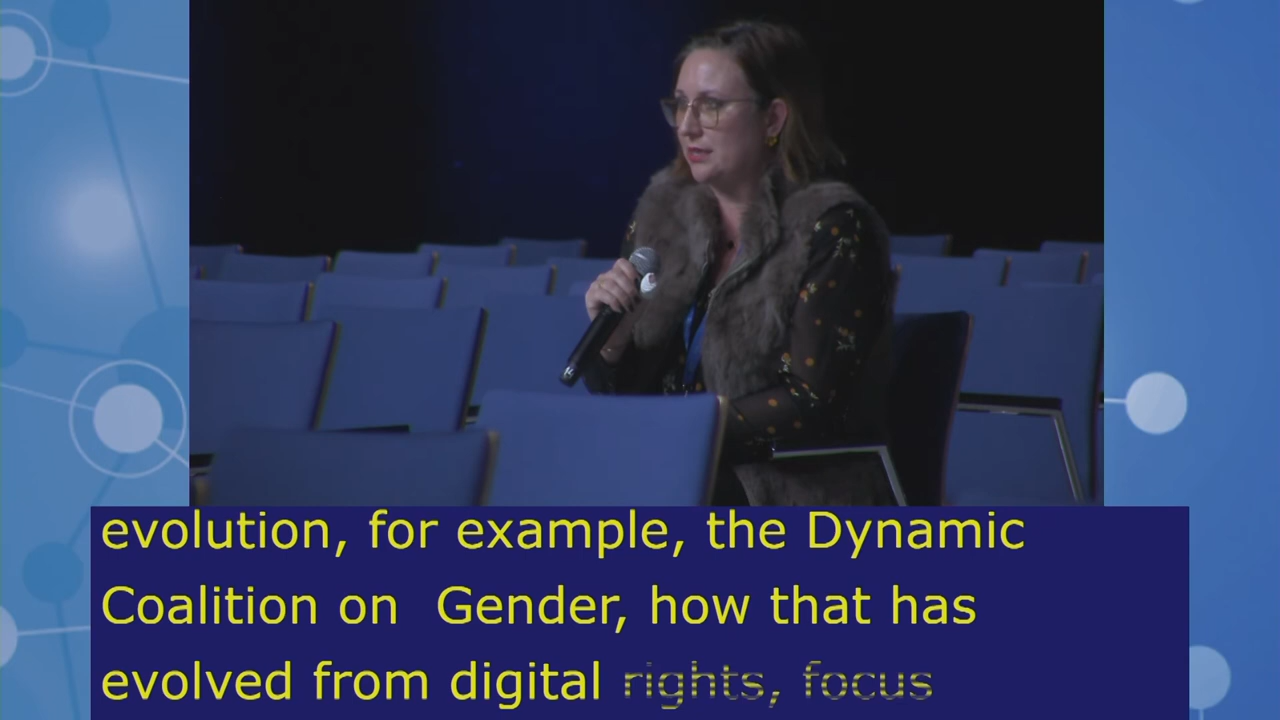 evolution, for example, the Dynamic
Coalition on  Gender, how that has
evolved from digital rights, focus